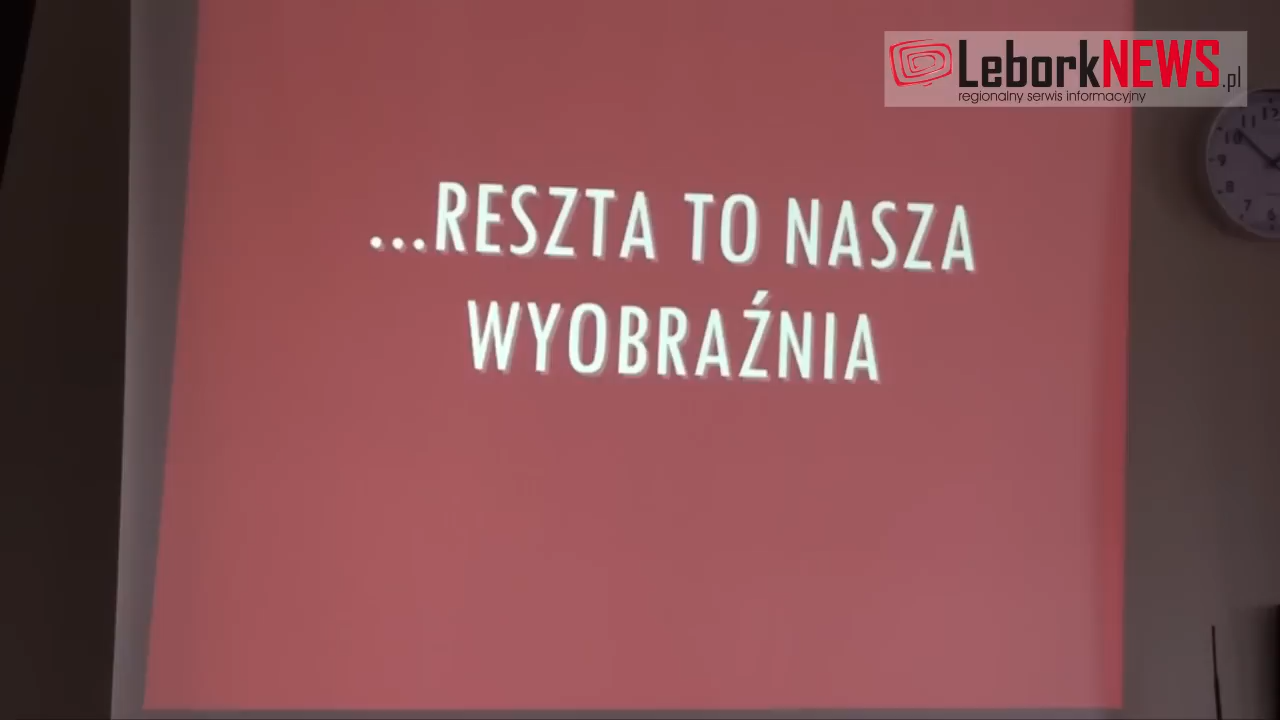 LeborkNEWS.pl
regionalny serwis informacyjny
...RESZTA TO NASZA
WYOBRAŹNIA